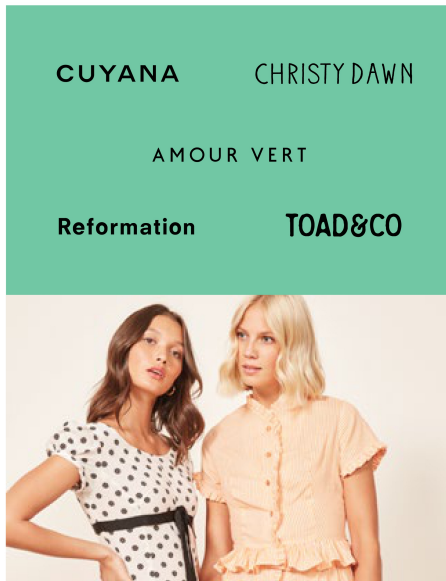 CUYANA
CHRISTY DAWN
AMOUR VERT
Reformation
TOAD&CO